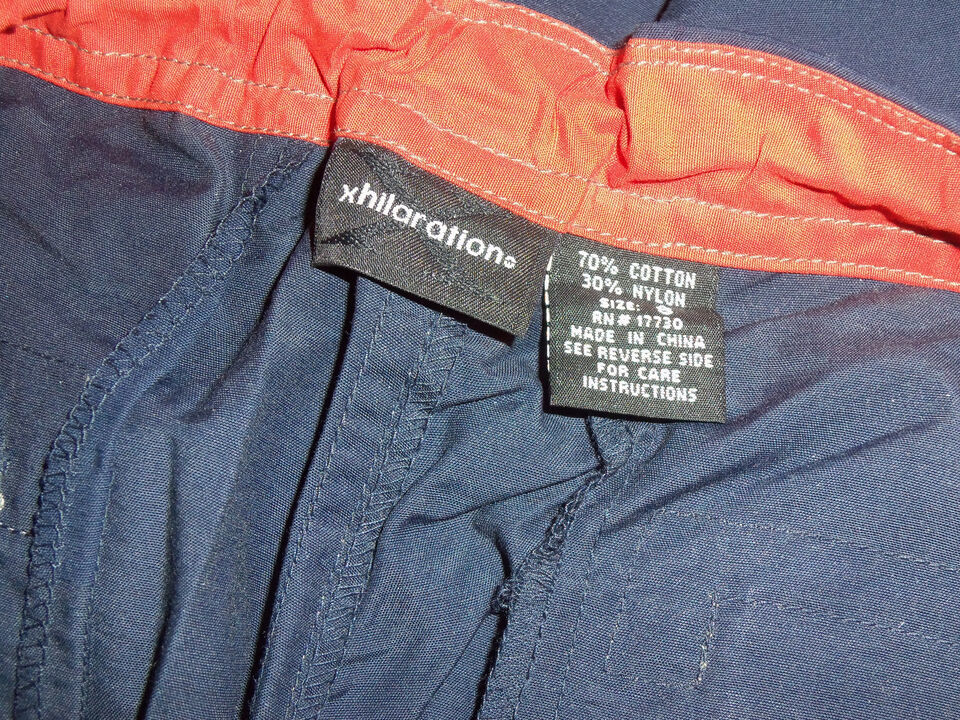 xhilaration
70% COTTON
30% NYLON
SIZE:
RN# 17730
MADE IN CHINA
SEE REVERSE SIDE
FOR CARE
INSTRUCTIONS